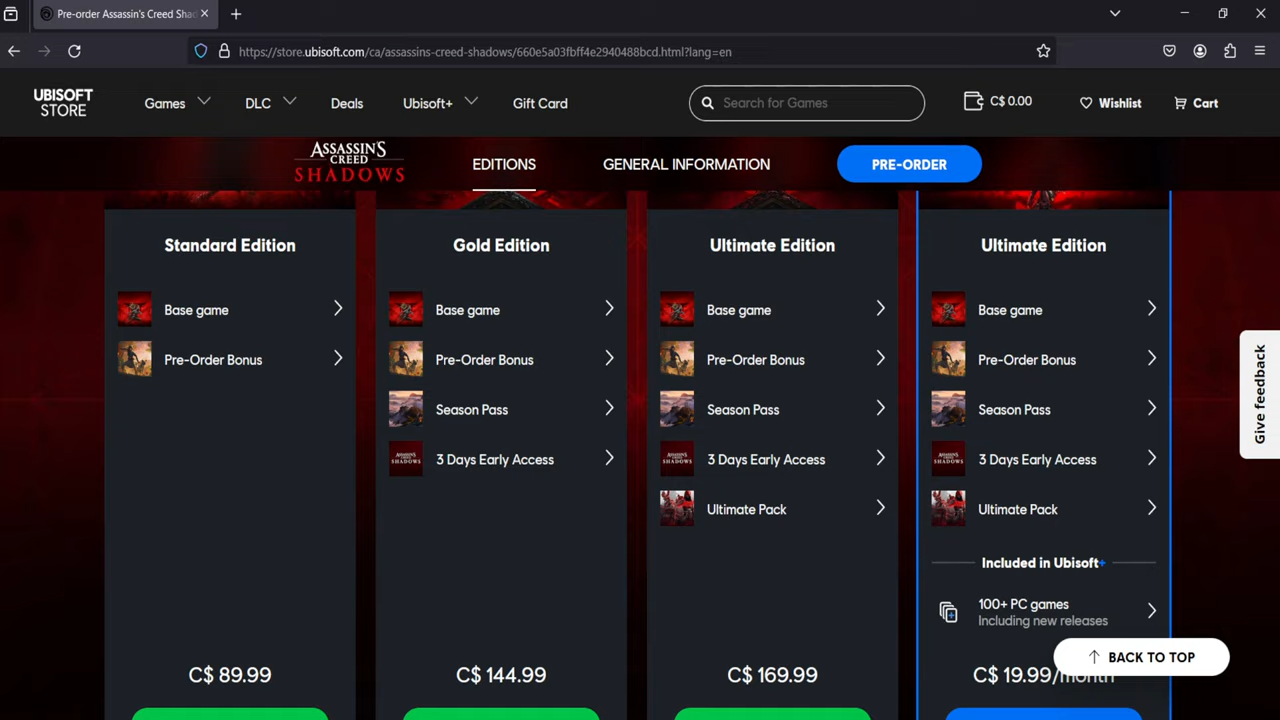 Pre-order Assassin's Creed Sha
https://store.ubisoft.com/ca/assassins-creed-shadows/660e5a03fbff4e2940488bcd.html?lang=en
UBISOFT
STORE
Games
DLC
Deals
Ubisoft+
Gift Card
Search for Games
C$ 0.00
Wishlist
Cart
ASSASSIN'S
CREED
SHADOWS
EDITIONS
GENERAL INFORMATION
PRE-ORDER
Standard Edition
Base game
Pre-Order Bonus
C$ 89.99
Gold Edition
Base game
Pre-Order Bonus
Season Pass
3 Days Early Access
C$ 144.99
Ultimate Edition
Base game
Pre-Order Bonus
Season Pass
3 Days Early Access
Ultimate Pack
C$ 169.99
Ultimate Edition
Base game
Pre-Order Bonus
Season Pass
3 Days Early Access
Ultimate Pack
Included in Ubisoft+
100+ PC games
Including new releases
C$ 19.99/month
BACK TO TOP
Give feedback